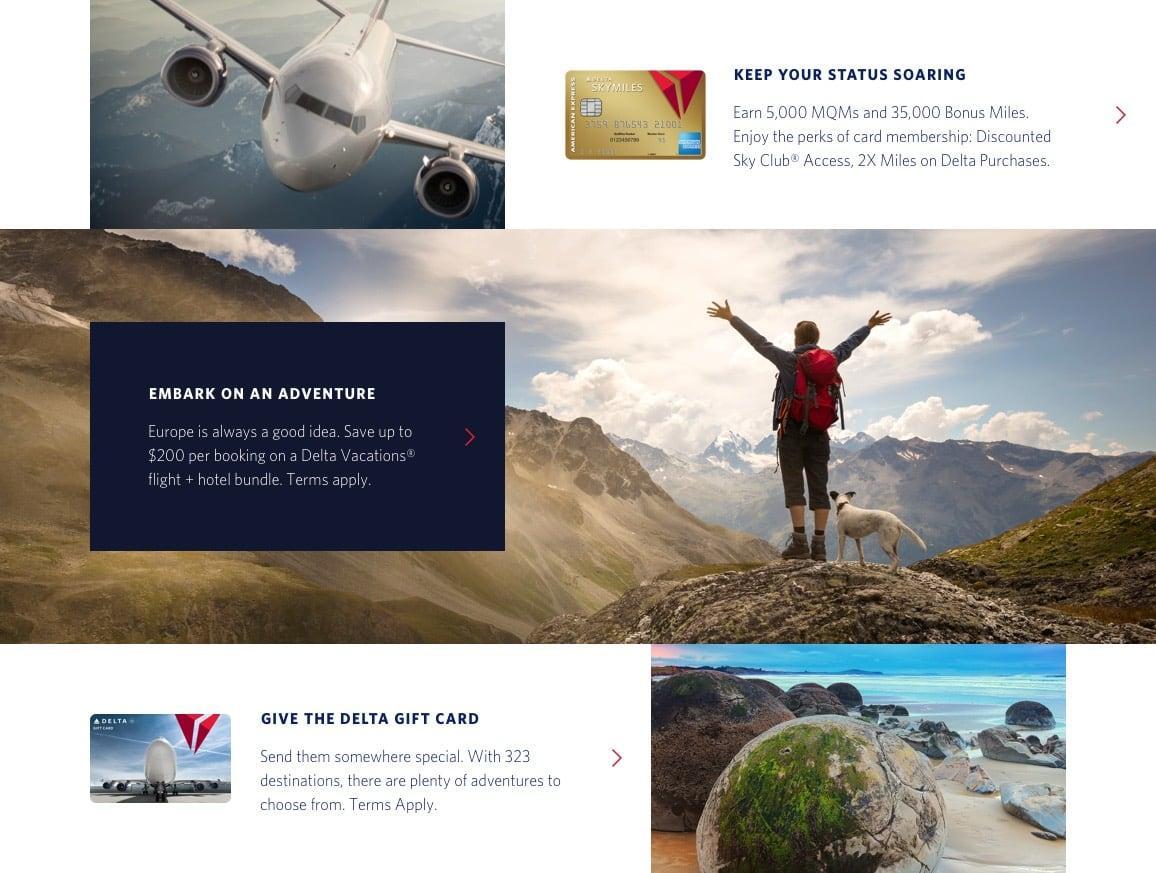 AMERICAN EXPRESS
DELTA
SKYMILES
3759 876543 21001
KEEP YOUR STATUS SOARING
Earn 5,000 MQMs and 35,000 Bonus Miles.
Enjoy the perks of card membership: Discounted
Sky Club® Access, 2X Miles on Delta Purchases.
EMBARK ON AN ADVENTURE
Europe is always a good idea. Save up to
$200 per booking on a Delta Vacations®
flight + hotel bundle. Terms apply.
DELTA
GIFT CARD
GIVE THE DELTA GIFT CARD
Send them somewhere special. With 323
destinations, there are plenty of adventures to
choose from. Terms Apply.